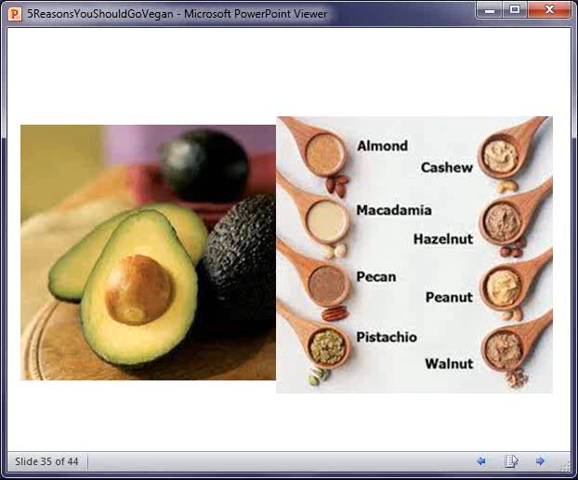 5ReasonsYouShouldGoVegan - Microsoft PowerPoint Viewer
Almond
Cashew
Macadamia
Hazelnut
Pecan
Peanut
Pistachio
Walnut
Slide 35 of 44